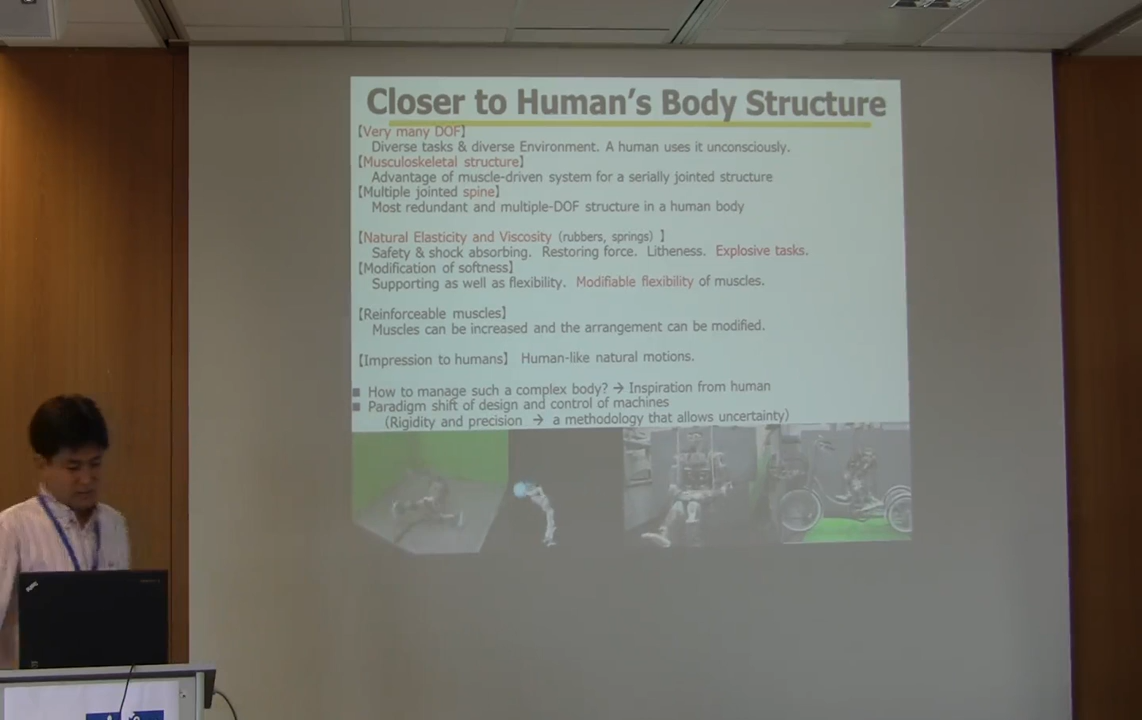 Closer to Human's Body Structure
【Very many DOF】
Diverse tasks & diverse Environment. A human uses it unconsciously.
【Musculoskeletal structure】
Advantage of muscle-driven system for a serially jointed structure
【Multiple jointed spine】
Most redundant and multiple-DOF structure in a human body
【Natural Elasticity and Viscosity (rubbers, springs) 】
Safety & shock absorbing. Restoring force. Litheness. Explosive tasks.
【Modification of softness】
Supporting as well as flexibility. Modifiable flexibility of muscles.
【Reinforceable muscles】
Muscles can be increased and the arrangement can be modified.
【Impression to humans】 Human-like natural motions.
■ How to manage such a complex body? → Inspiration from human
■ Paradigm shift of design and control of machines
(Rigidity and precision → a methodology that allows uncertainty)